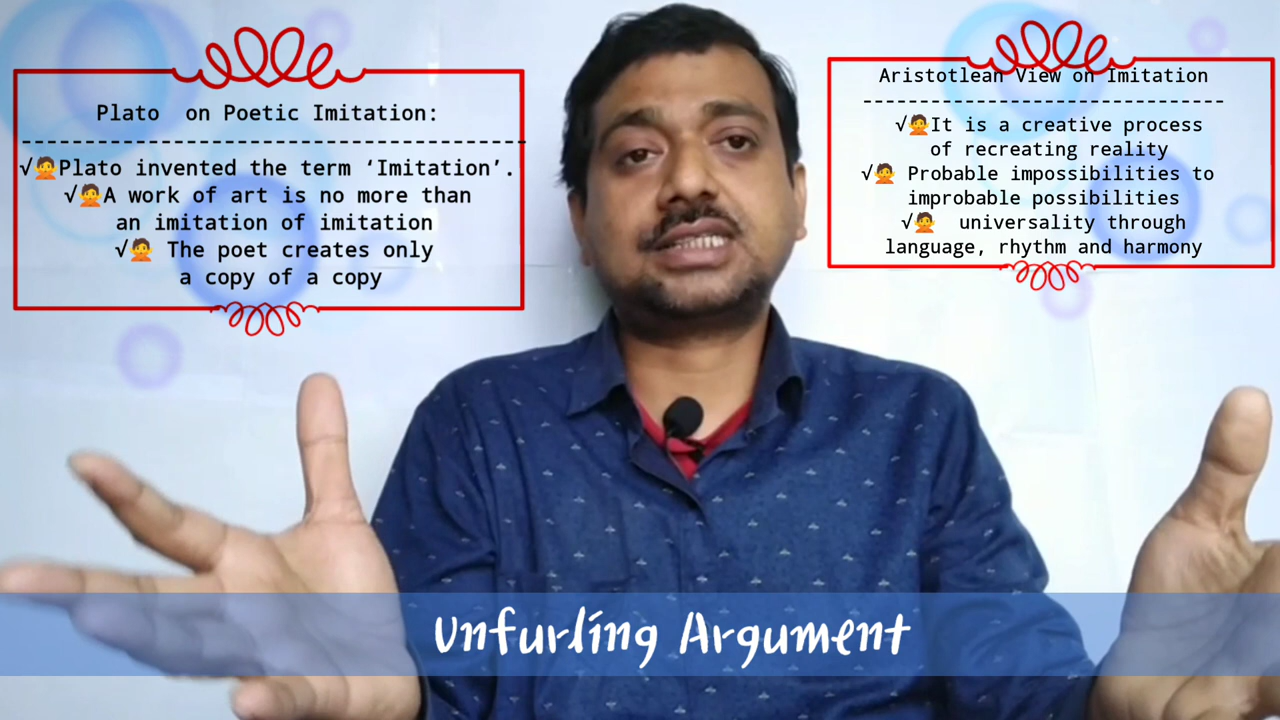 Plato on Poetic Imitation:
--------------------------------------------
√🙅Plato invented the term ‘Imitation’.
√🙅A work of art is no more than
an imitation of imitation
√🙅 The poet creates only
a copy of a copy
Aristotlean View on Imitation
--------------------------------
√🙅It is a creative process
of recreating reality
√🙅 Probable impossibilities to
improbable possibilities
√🙅 universality through
language, rhythm and harmony
Unfurling Argument